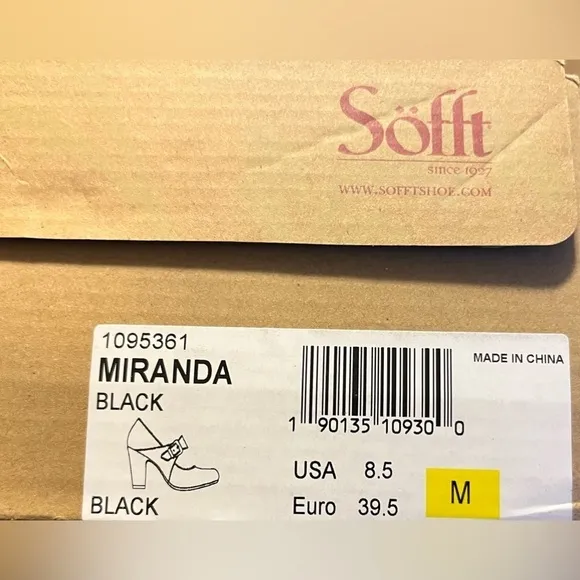 Söfft
since 1997
WWW.SOFFTSHOE.COM
1095361
MIRANDA
BLACK
MADE IN CHINA
1 90135 10930 0
USA 8.5
Euro 39.5
M
BLACK